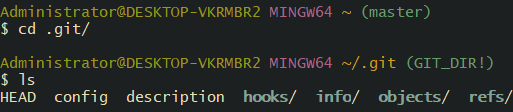 Administrator@DESKTOP-VKRMBR2 MINGW64 ~ (master)
$ cd .git/
Administrator@DESKTOP-VKRMBR2 MINGW64 ~/.git (GIT_DIR!)
$ ls
HEAD config description hooks/ info/ objects/ refs/